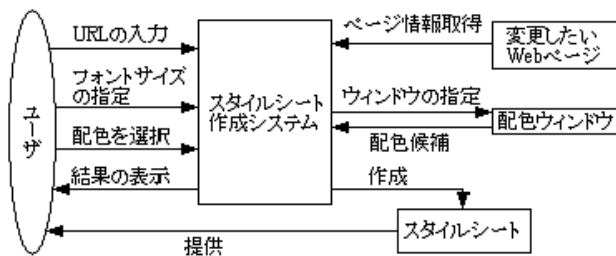 ユーザ
URLの入力
フォントサイズ
の指定
配色を選択
結果の表示
スタイルシート
作成システム
ページ情報取得
変更したい
Webページ
ウィンドウの指定
配色ウィンドウ
配色候補
作成
スタイルシート
提供